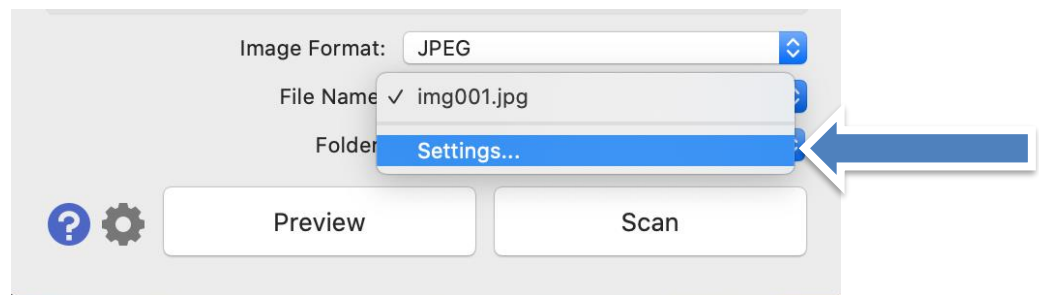 Image Format: JPEG
File Name ✓ img001.jpg
Folder Settings...
? Preview Scan